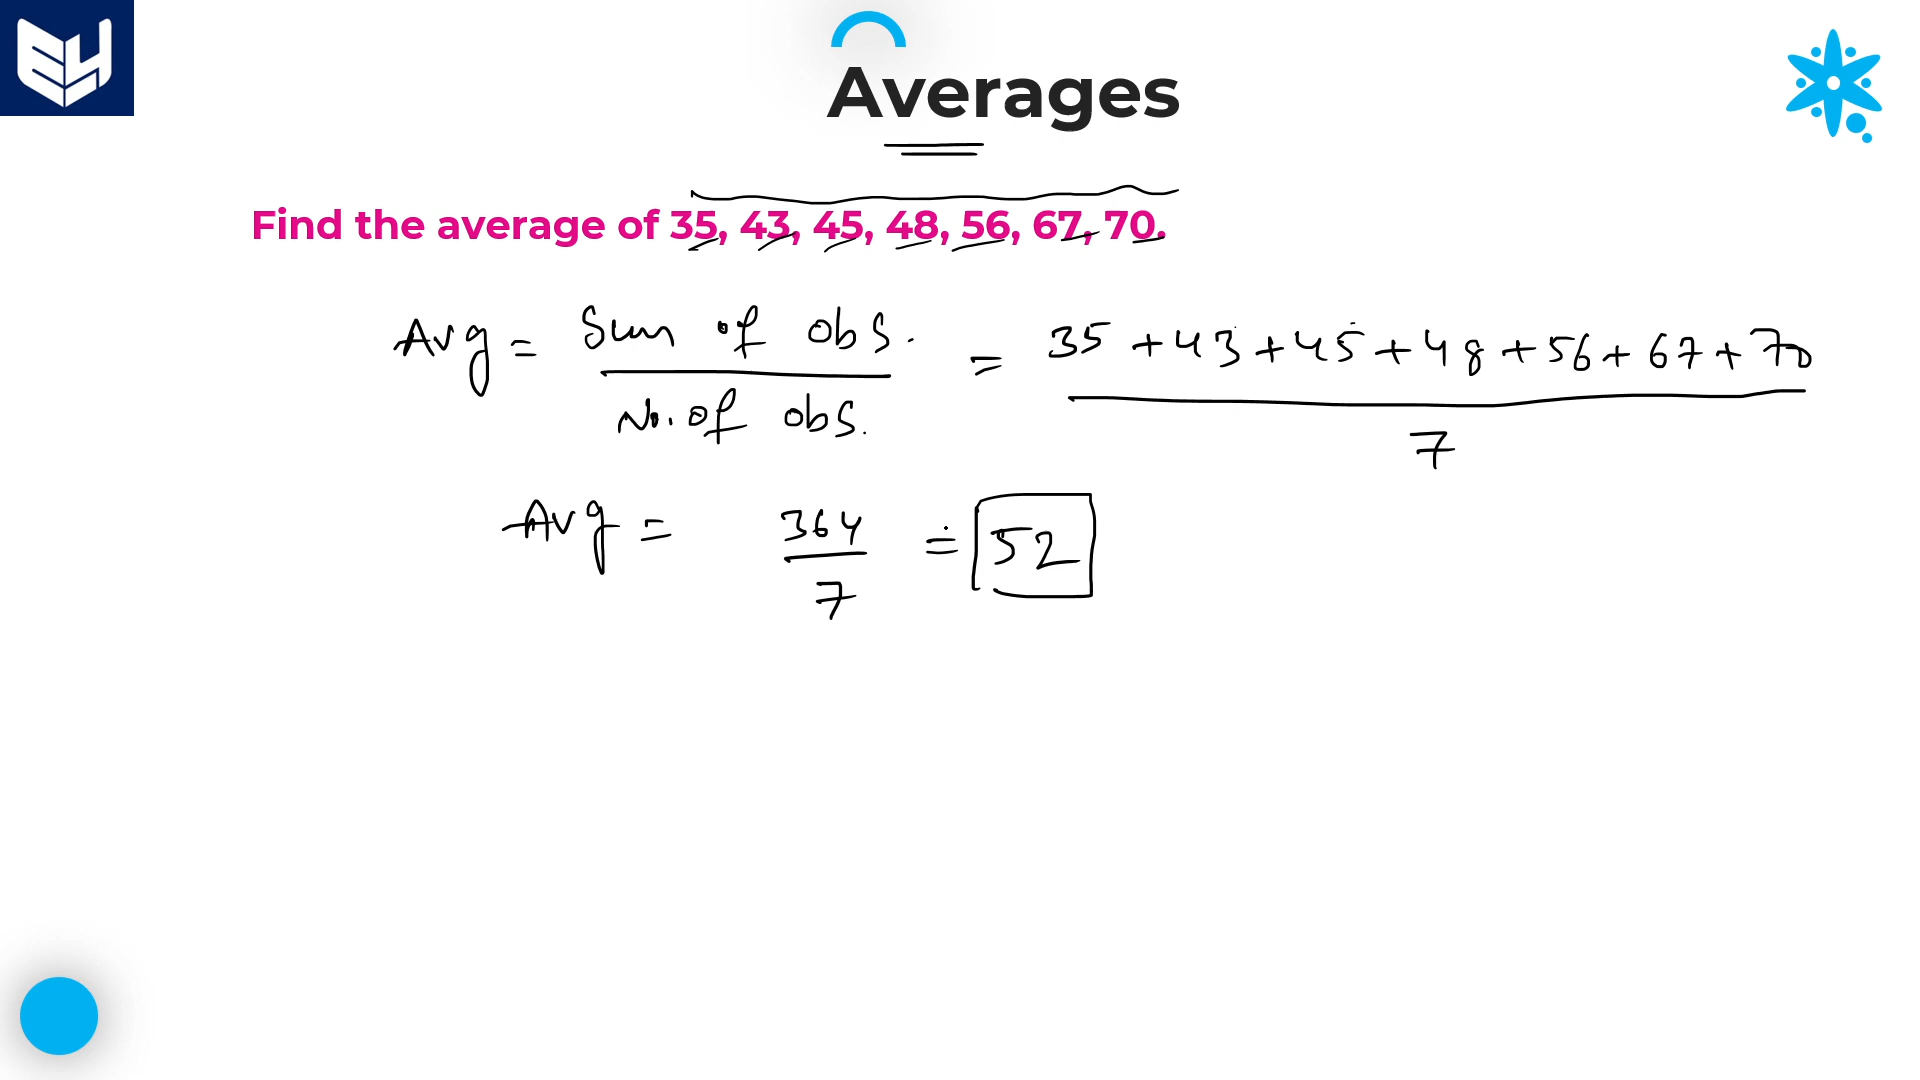 Averages
Find the average of 35, 43, 45, 48, 56, 67, 70.
Avg = Sum of obs. / No. of obs. = 35 + 43 + 45 + 48 + 56 + 67 + 70 / 7
Avg = 364 / 7 = 52